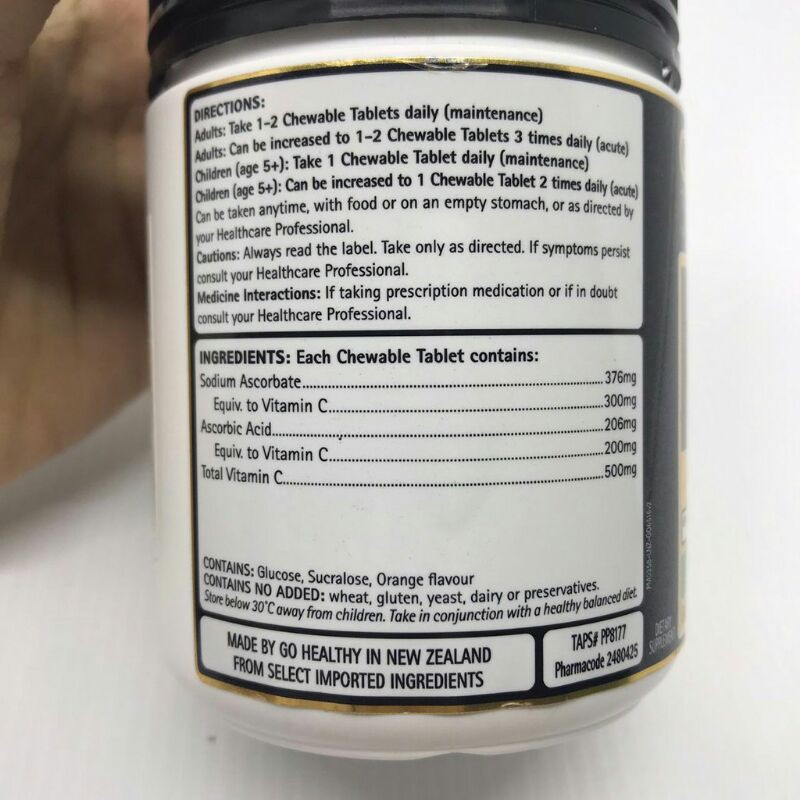 DIRECTIONS:
Adults: Take 1-2 Chewable Tablets daily (maintenance)
Adults: Can be increased to 1-2 Chewable Tablets 3 times daily (acute)
Children (age 5+): Take 1 Chewable Tablet daily (maintenance)
Children (age 5+): Can be increased to 1 Chewable Tablet 2 times daily (acute)
Can be taken anytime, with food or on an empty stomach, or as directed by
your Healthcare Professional.
Cautions: Always read the label. Take only as directed. If symptoms persist
consult your Healthcare Professional.
Medicine Interactions: If taking prescription medication or if in doubt
consult your Healthcare Professional.
INGREDIENTS: Each Chewable Tablet contains:
Sodium Ascorbate 376mg
Equiv. to Vitamin C 300mg
Ascorbic Acid 206mg
Equiv. to Vitamin C 200mg
Total Vitamin C 500mg
CONTAINS: Glucose, Sucralose, Orange flavour
CONTAINS NO ADDED: wheat, gluten, yeast, dairy or preservatives.
Store below 30°C away from children. Take in conjunction with a healthy balanced diet.
MADE BY GO HEALTHY IN NEW ZEALAND
FROM SELECT IMPORTED INGREDIENTS
TAPS# PP8177
Pharmacode 2480425
DIETARY
SUPPLEMENT